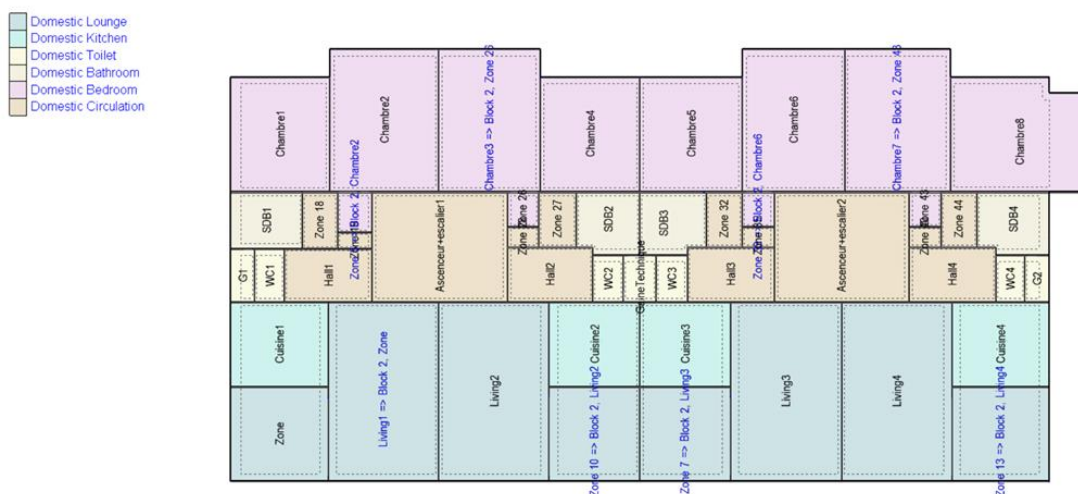 Domestic Lounge
Domestic Kitchen
Domestic Toilet
Domestic Bathroom
Domestic Bedroom
Domestic Circulation
Chambre1
Chambre2
Chambre3 => Block 2, Zone 26
Chambre4
Chambre5
Chambre6
Chambre7 => Block 2, Zone 43
Chambre8
SDB1
Zone 18
Block 2, Chambre2
Ascenceur+escalier1
Zone 26
Zone 27
SDB2
SDB3
Zone 32
Block 2, Chambre6
Ascenceur+escalier2
Zone 43
Zone 44
SDB4
G1
WC1
Hall1
Hall2
WC2
GaineTechnique
WC3
Hall3
Hall4
WC4
G2
Cuisine1
Living1 => Block 2, Zone
Living2
Cuisine2
Cuisine3
Living3
Living4
Cuisine4
Zone
Zone 10 => Block 2, Living2
Zone 7 => Block 2, Living3
Zone 13 => Block 2, Living4